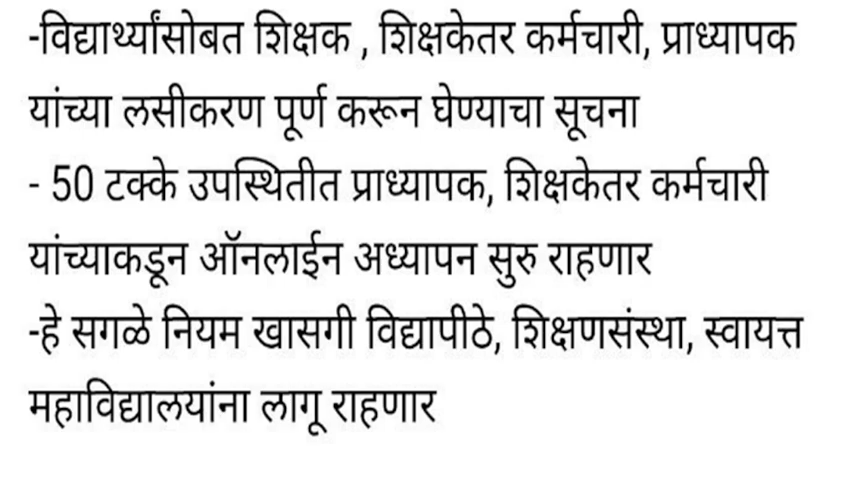 -विद्यार्थ्यांसोबत शिक्षक , शिक्षकेतर कर्मचारी, प्राध्यापक
यांच्या लसीकरण पूर्ण करून घेण्याचा सूचना
- 50 टक्के उपस्थितीत प्राध्यापक, शिक्षकेतर कर्मचारी
यांच्याकडून ऑनलाईन अध्यापन सुरु राहणार
-हे सगळे नियम खासगी विद्यापीठे, शिक्षणसंस्था, स्वायत्त
महाविद्यालयांना लागू राहणार